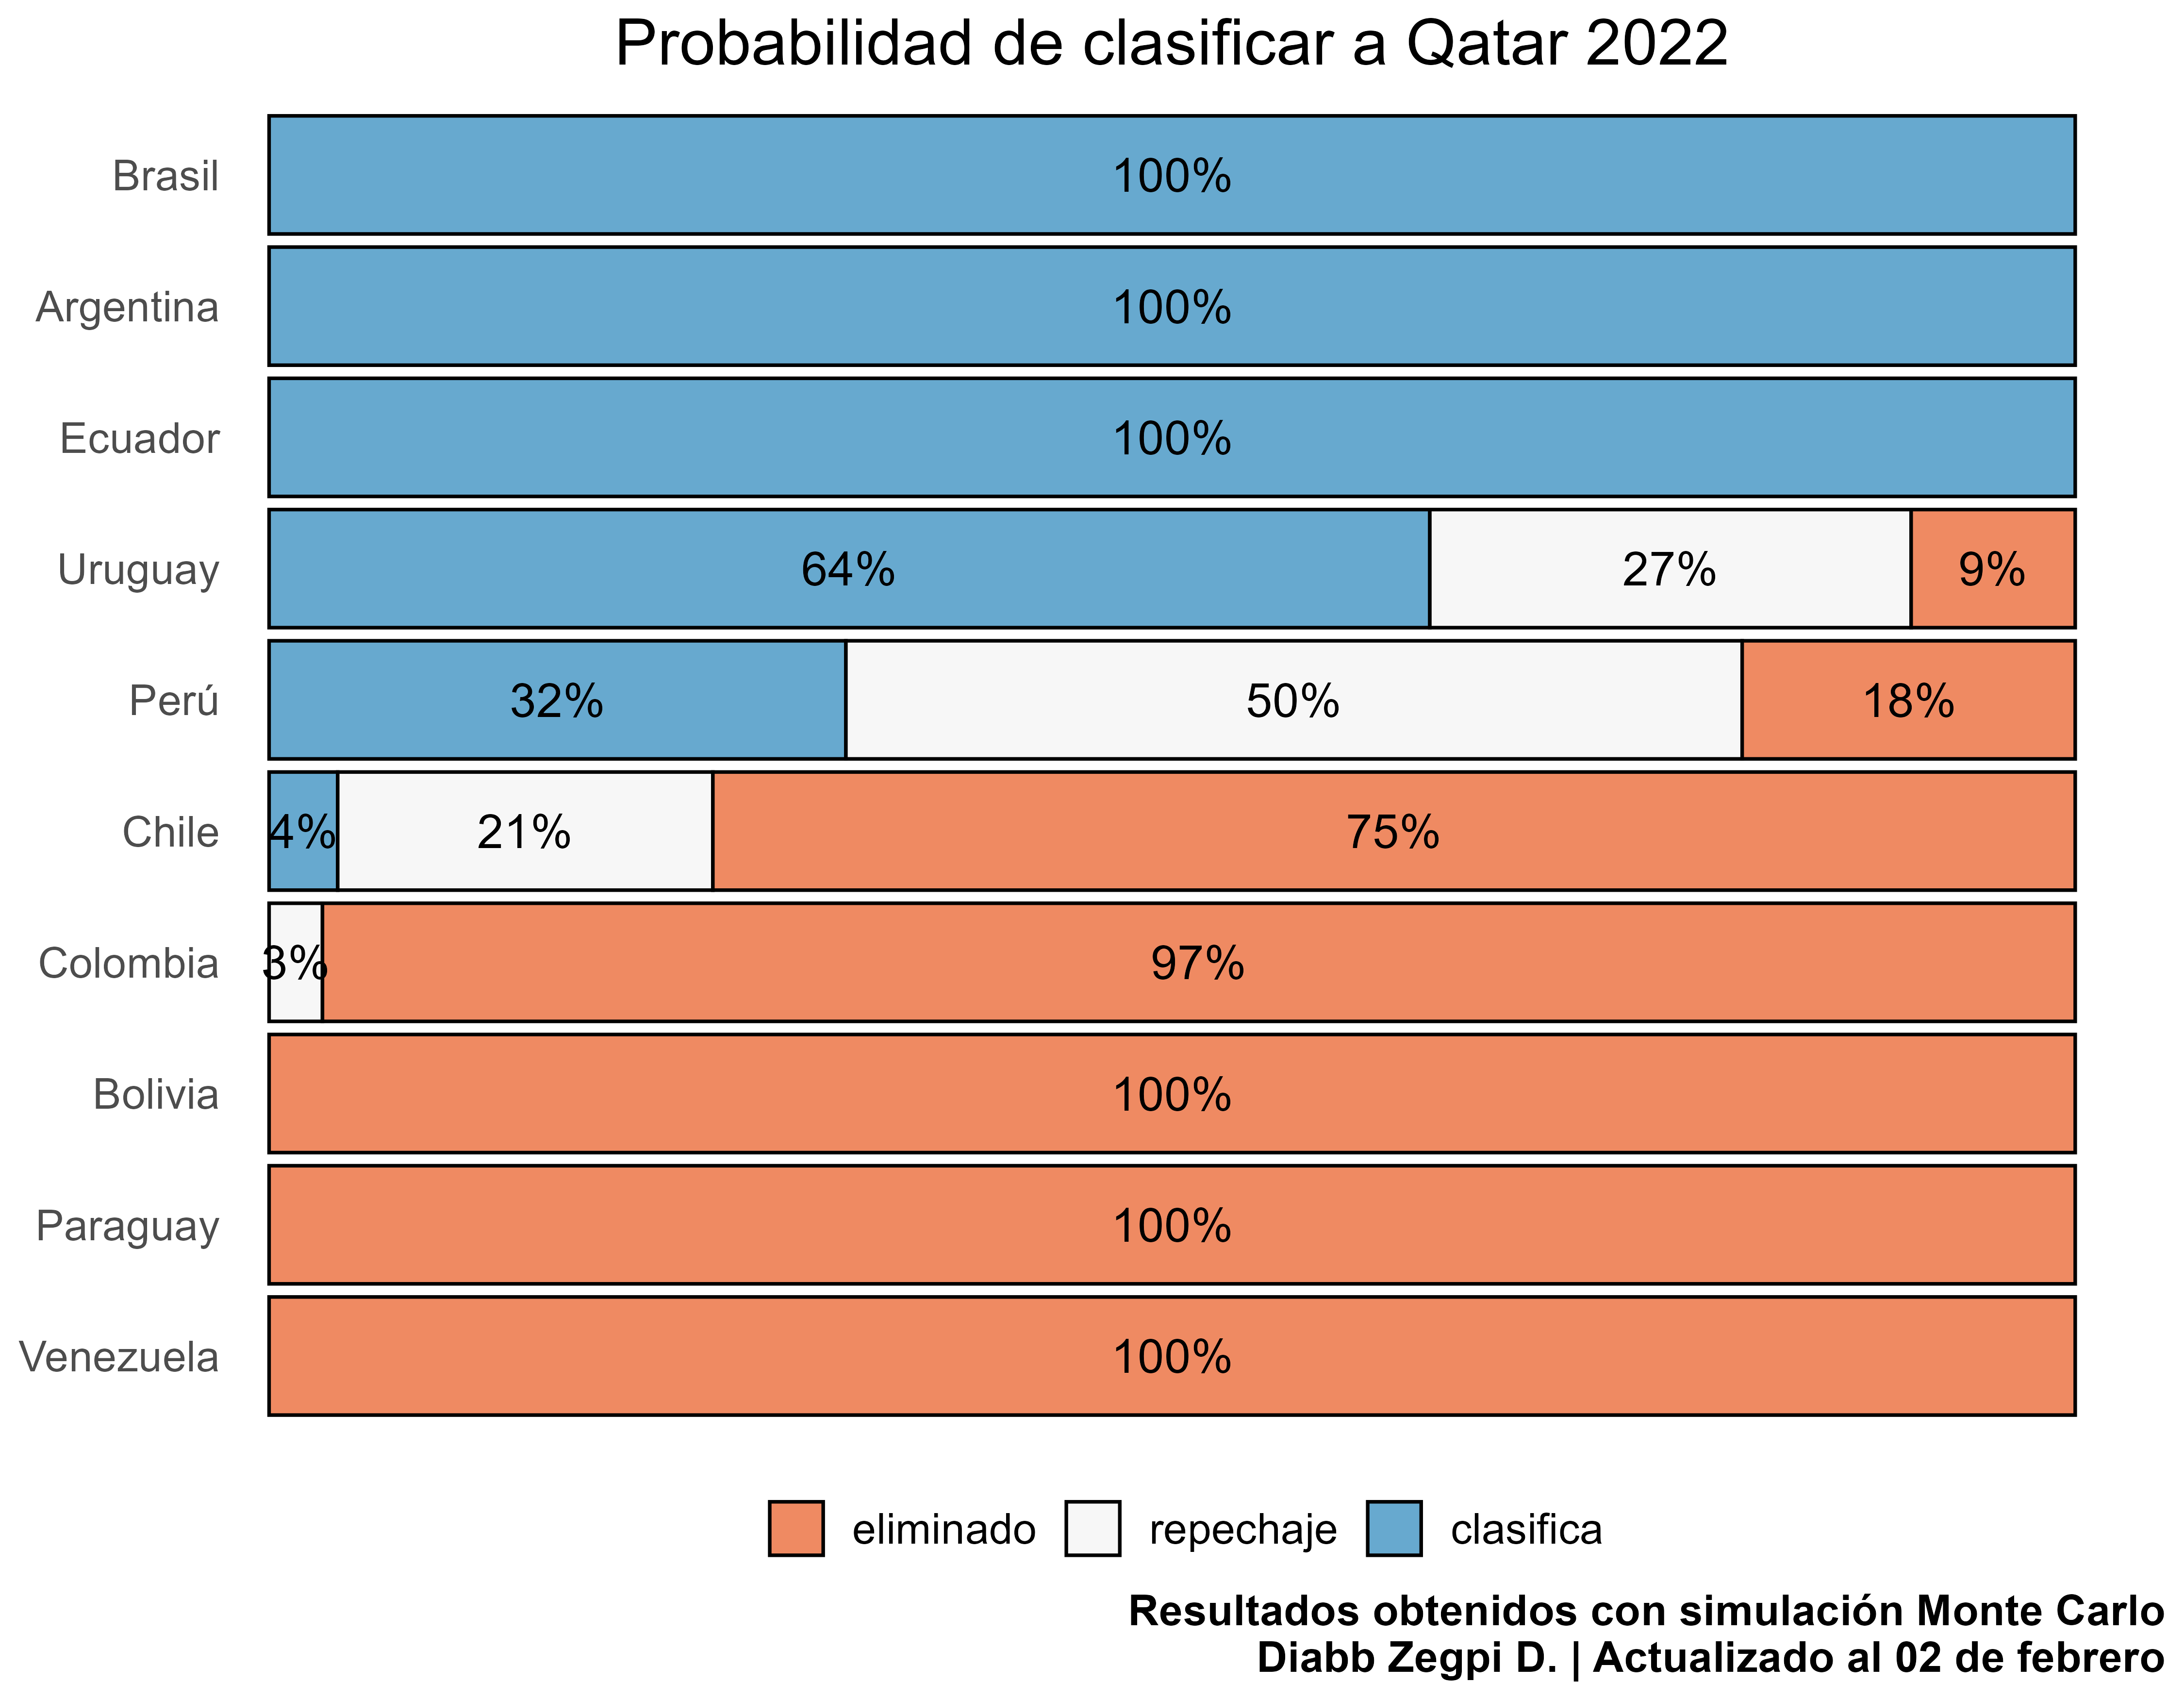 Probabilidad de clasificar a Qatar 2022
Brasil 100%
Argentina 100%
Ecuador 100%
Uruguay 64% 27% 9%
Perú 32% 50% 18%
Chile 4% 21% 75%
Colombia 3% 97%
Bolivia 100%
Paraguay 100%
Venezuela 100%
eliminado repechaje clasifica
Resultados obtenidos con simulación Monte Carlo
Diabb Zegpi D. | Actualizado al 02 de febrero